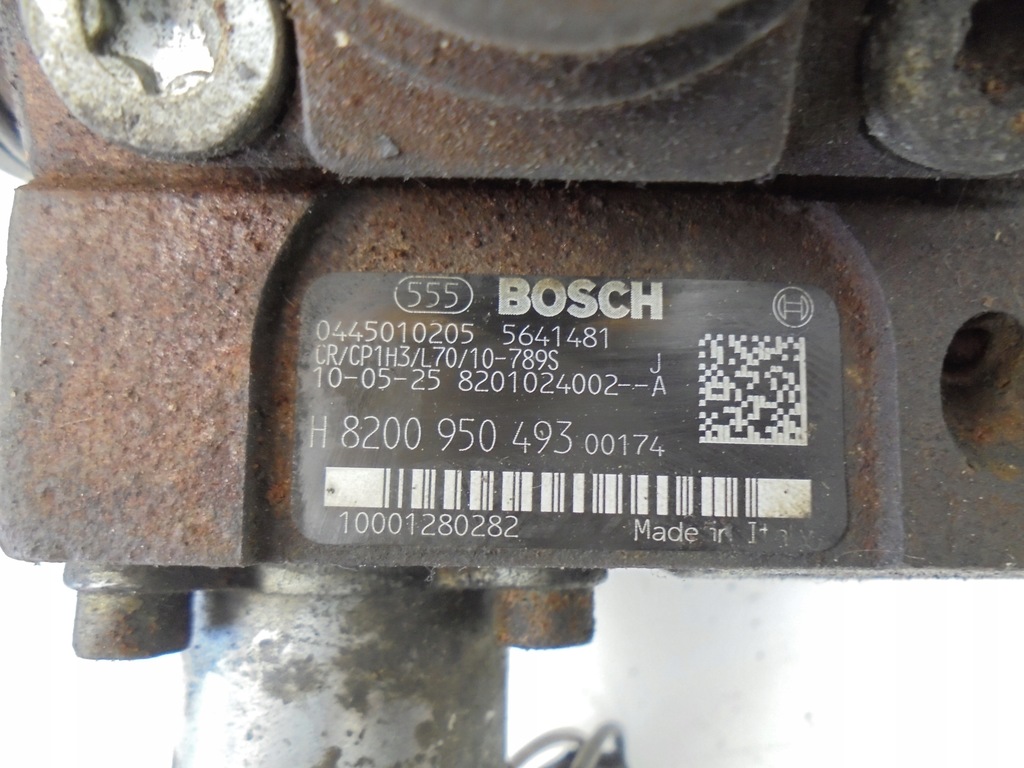 555 BOSCH
0445010205 5641481
CR/CP1H3/L70/10-789S J
10-05-25 8201024002--A
H 8200 950 493 00174
10001280282 Made in Italy